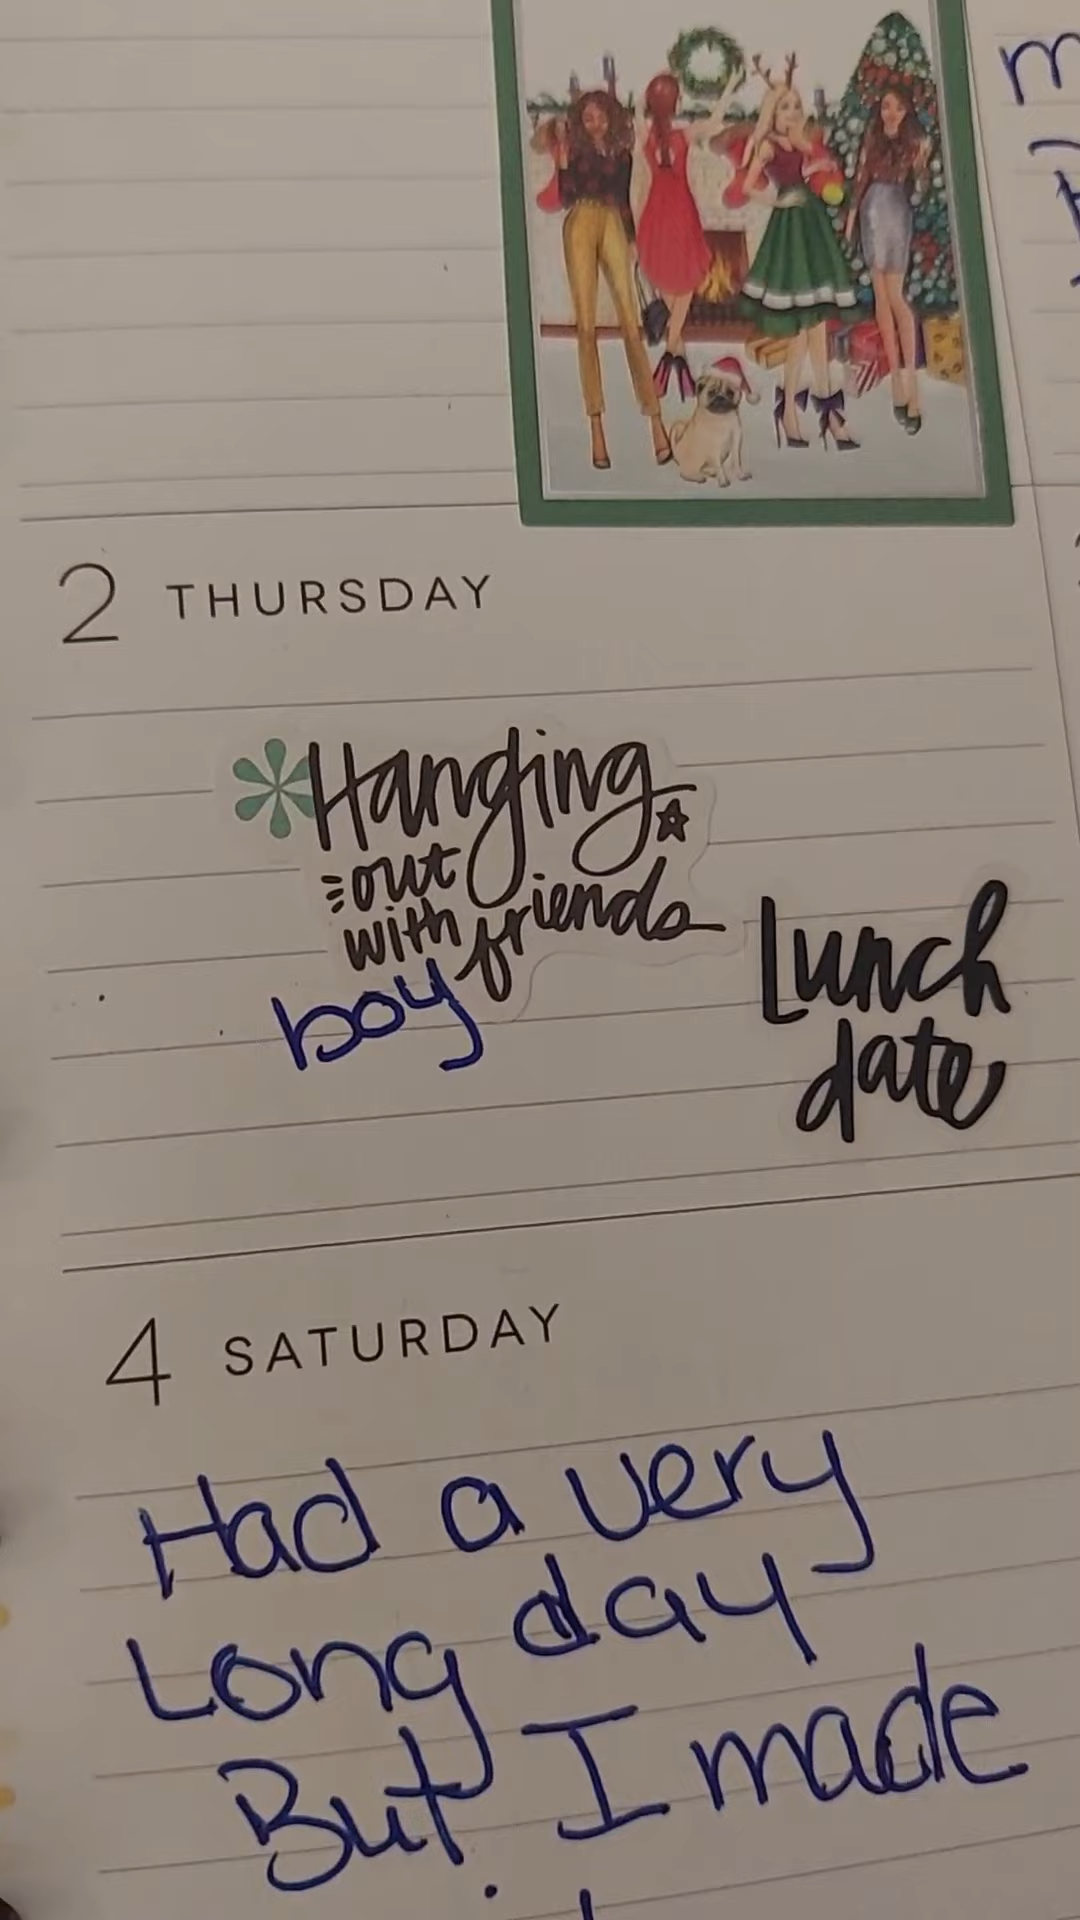 2 THURSDAY
Hanging
out
with friends
boy
Lunch
date
4 SATURDAY
Had a very
Long day
But I made